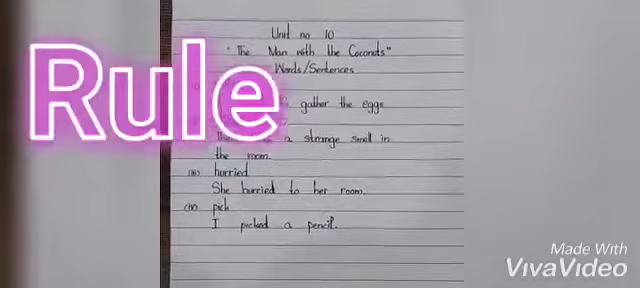 Unit no 10
"The Man with the Coconuts"
Words/Sentences
Rule
gather the eggs
a strange smell in
the room.
(iii) hurried
She hurried to her room.
(iv) pick
I picked a pencil.
Made With
VivaVideo